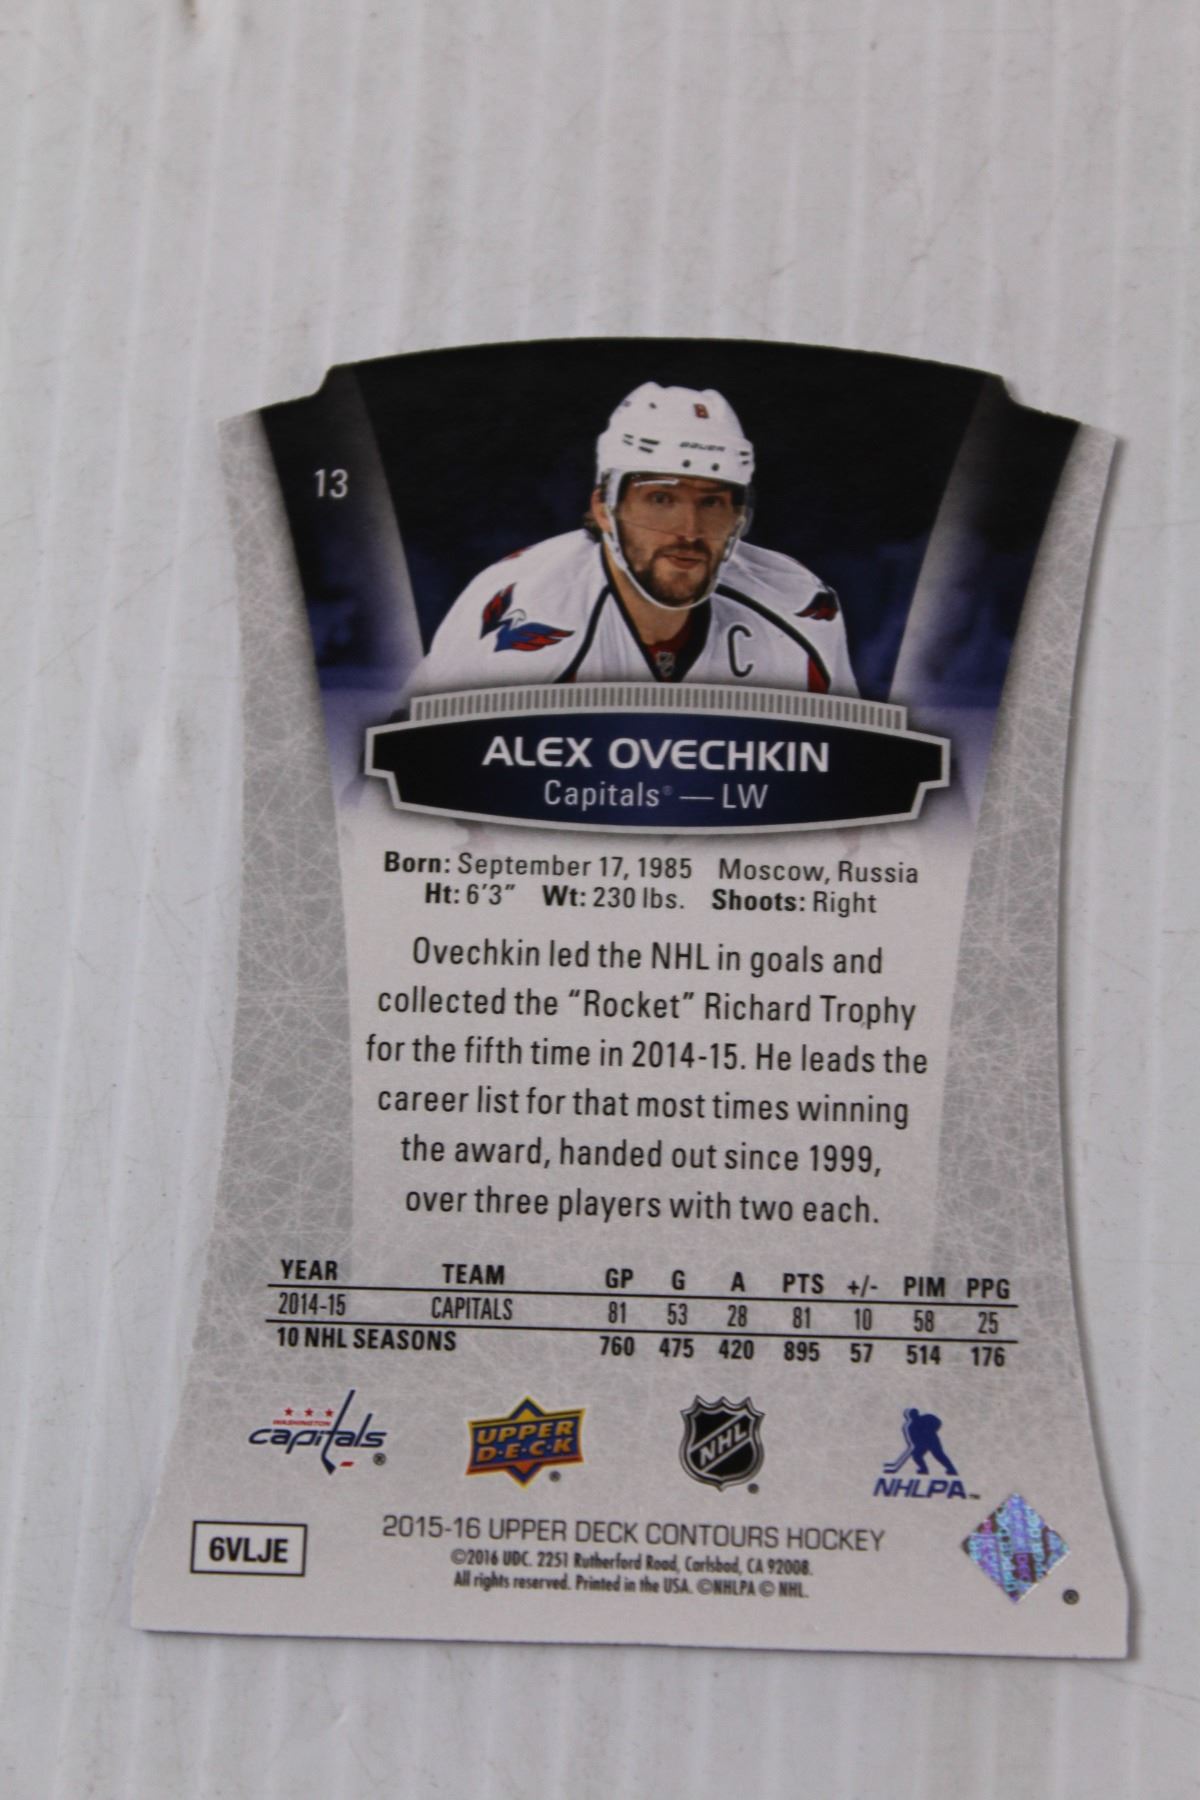 8
BAUER
13
C
ALEX OVECHKIN
Capitals® — LW
Born: September 17, 1985 Moscow, Russia
Ht: 6'3” Wt: 230 lbs. Shoots: Right
Ovechkin led the NHL in goals and
collected the “Rocket” Richard Trophy
for the fifth time in 2014-15. He leads the
career list for that most times winning
the award, handed out since 1999,
over three players with two each.
YEAR TEAM GP G A PTS +/- PIM PPG
2014-15 CAPITALS 81 53 28 81 10 58 25
10 NHL SEASONS 760 475 420 895 57 514 176
WASHINGTON
capitals®
UPPER
D·E·C·K®
NHL®
NHLPA™
6VLJE
2015-16 UPPER DECK CONTOURS HOCKEY
©2016 UDC. 2251 Rutherford Road, Carlsbad, CA 92008.
All rights reserved. Printed in the USA. ©NHLPA © NHL.
®